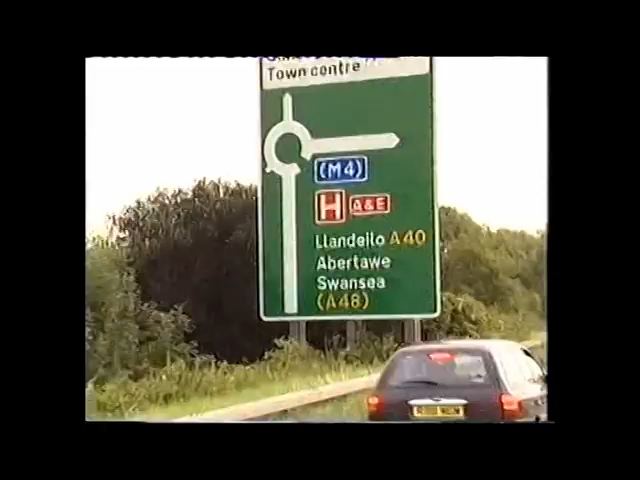 Town centre
(M4)
H A&E
Llandeilo A40
Abertawe
Swansea
(A48)